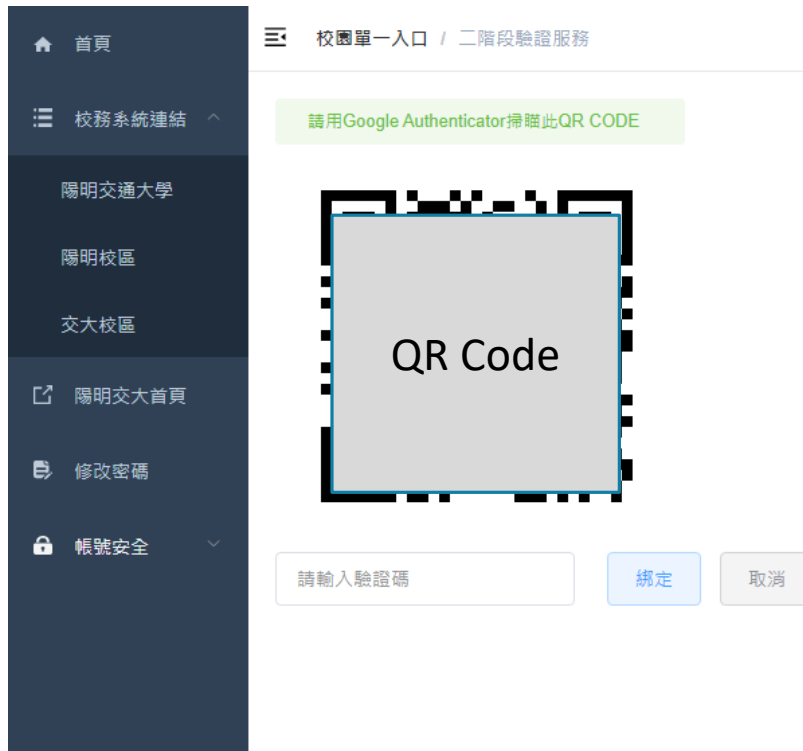 首頁
校園單一入口 / 二階段驗證服務
校務系統連結
請用Google Authenticator掃瞄此QR CODE
陽明交通大學
陽明校區
交大校區
QR Code
陽明交大首頁
修改密碼
帳號安全
請輸入驗證碼
綁定
取消